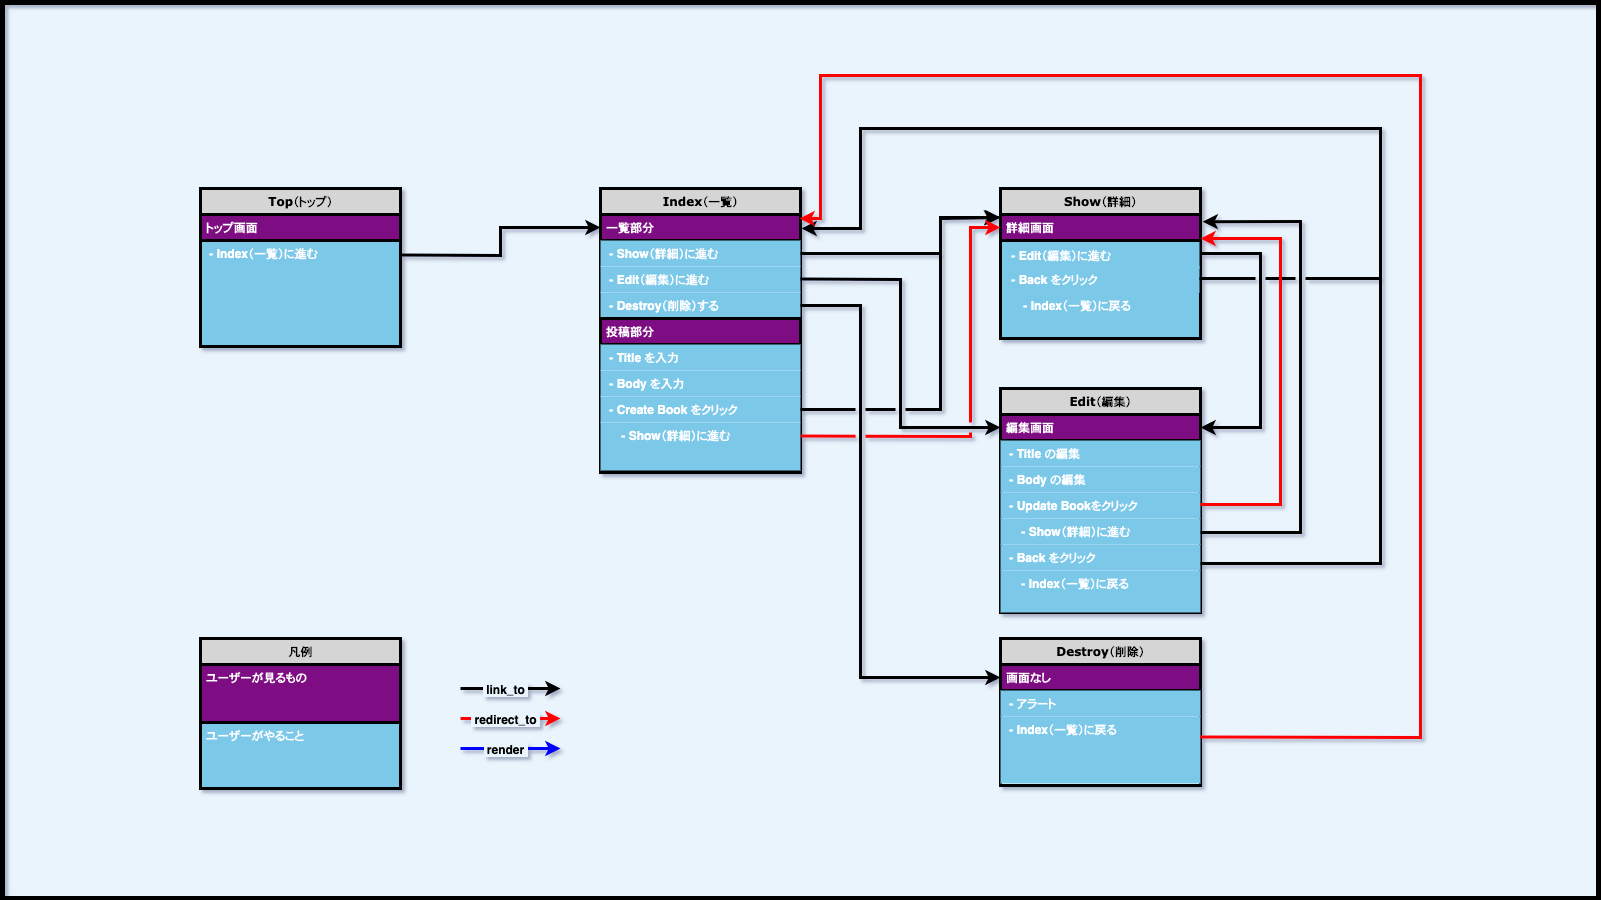 Top(トップ)
トップ画面
- Index(一覧)に進む
Index(一覧)
一覧部分
- Show(詳細)に進む
- Edit(編集)に進む
- Destroy(削除)する
投稿部分
- Title を入力
- Body を入力
- Create Book をクリック
- Show(詳細)に進む
Show(詳細)
詳細画面
- Edit(編集)に進む
- Back をクリック
- Index(一覧)に戻る
Edit(編集)
編集画面
- Title の編集
- Body の編集
- Update Bookをクリック
- Show(詳細)に進む
- Back をクリック
- Index(一覧)に戻る
Destroy(削除)
画面なし
- アラート
- Index(一覧)に戻る
凡例
ユーザーが見るもの
ユーザーがやること
link_to
redirect_to
render